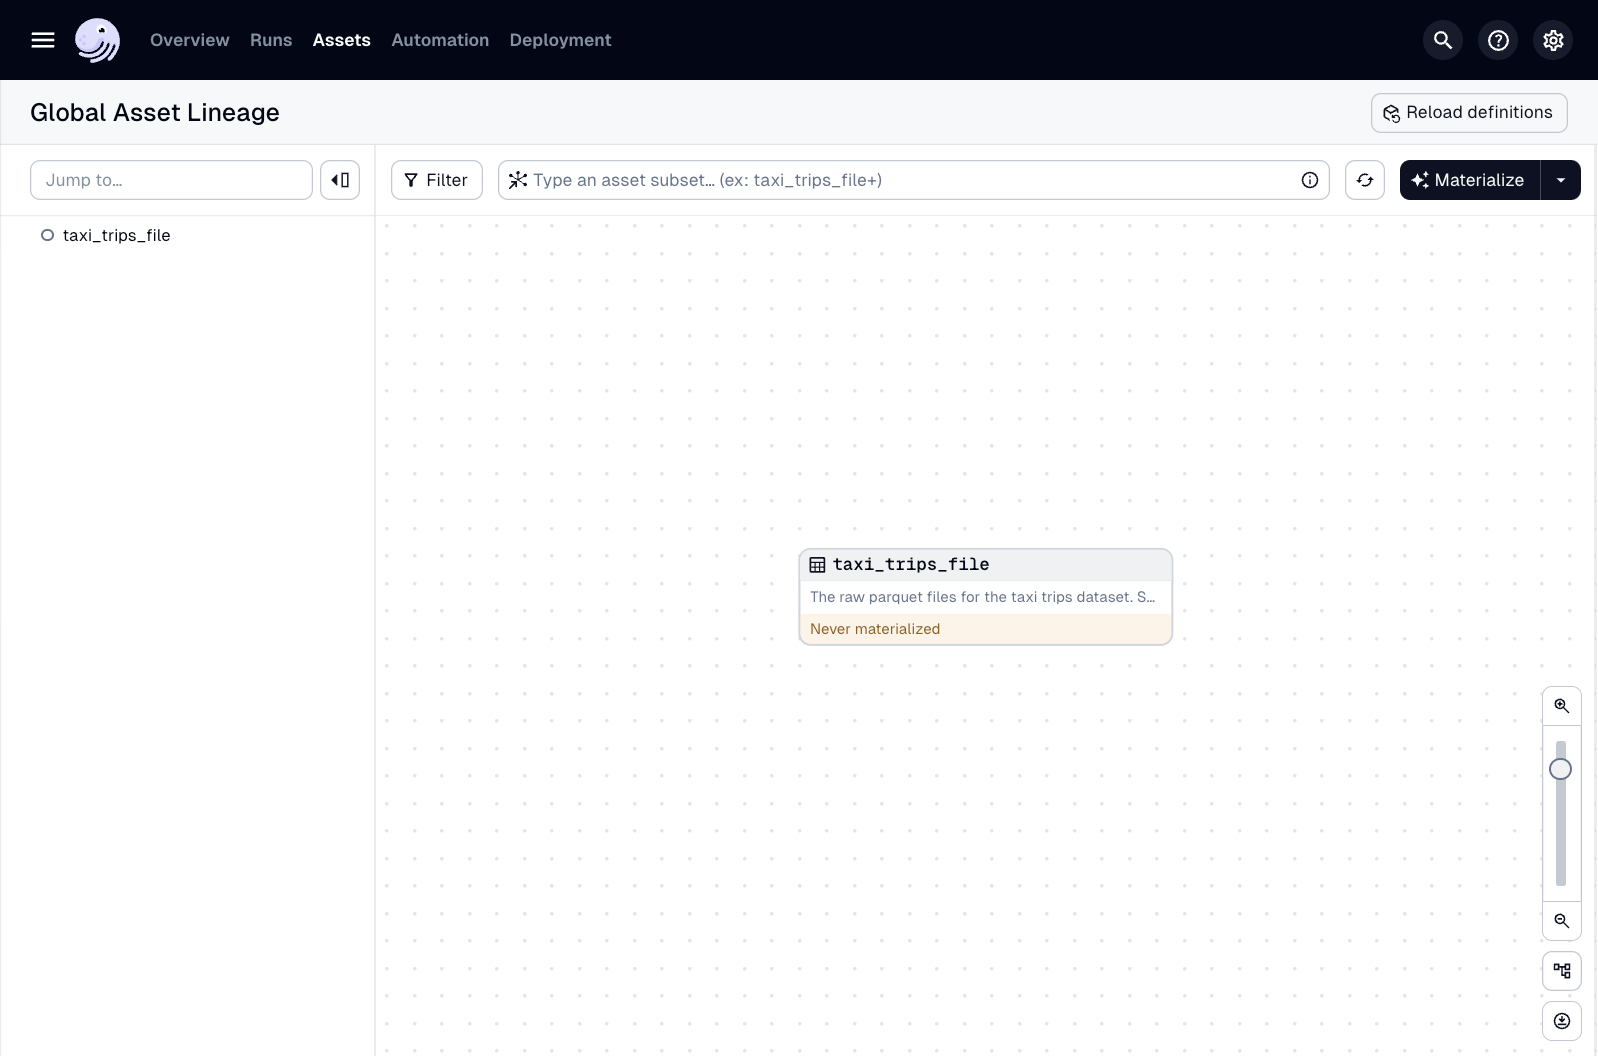 Overview Runs Assets Automation Deployment
Global Asset Lineage
Reload definitions
Jump to…
Filter
Type an asset subset… (ex: taxi_trips_file+)
Materialize
taxi_trips_file
taxi_trips_file
The raw parquet files for the taxi trips dataset. S…
Never materialized